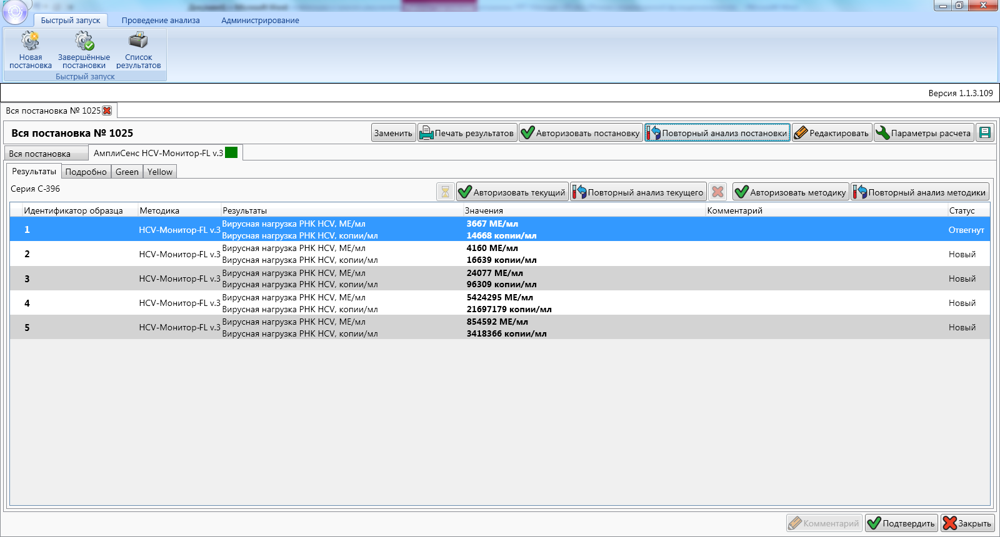 Быстрый запуск Проведение анализа Администрирование
Новая постановка
Завершённые постановки
Список результатов
Быстрый запуск
Версия 1.1.3.109
Вся постановка № 1025
Вся постановка № 1025
Заменить Печать результатов Авторизовать постановку Повторный анализ постановки Редактировать Параметры расчета
Вся постановка АмплиСенс HCV-Монитор-FL v.3
Результаты Подробно Green Yellow
Серия С-396
Авторизовать текущий Повторный анализ текущего Авторизовать методику Повторный анализ методики
Идентификатор образца Методика Результаты Значения Комментарий Статус
1 HCV-Монитор-FL v.3 Вирусная нагрузка РНК HCV, МЕ/мл 3667 МЕ/мл Отвегнут
Вирусная нагрузка РНК HCV, копии/мл 14668 копии/мл
2 HCV-Монитор-FL v.3 Вирусная нагрузка РНК HCV, МЕ/мл 4160 МЕ/мл Новый
Вирусная нагрузка РНК HCV, копии/мл 16639 копии/мл
3 HCV-Монитор-FL v.3 Вирусная нагрузка РНК HCV, МЕ/мл 24077 МЕ/мл Новый
Вирусная нагрузка РНК HCV, копии/мл 96309 копии/мл
4 HCV-Монитор-FL v.3 Вирусная нагрузка РНК HCV, МЕ/мл 5424295 МЕ/мл Новый
Вирусная нагрузка РНК HCV, копии/мл 21697179 копии/мл
5 HCV-Монитор-FL v.3 Вирусная нагрузка РНК HCV, МЕ/мл 854592 МЕ/мл Новый
Вирусная нагрузка РНК HCV, копии/мл 3418366 копии/мл
Комментарий Подтвердить Закрыть